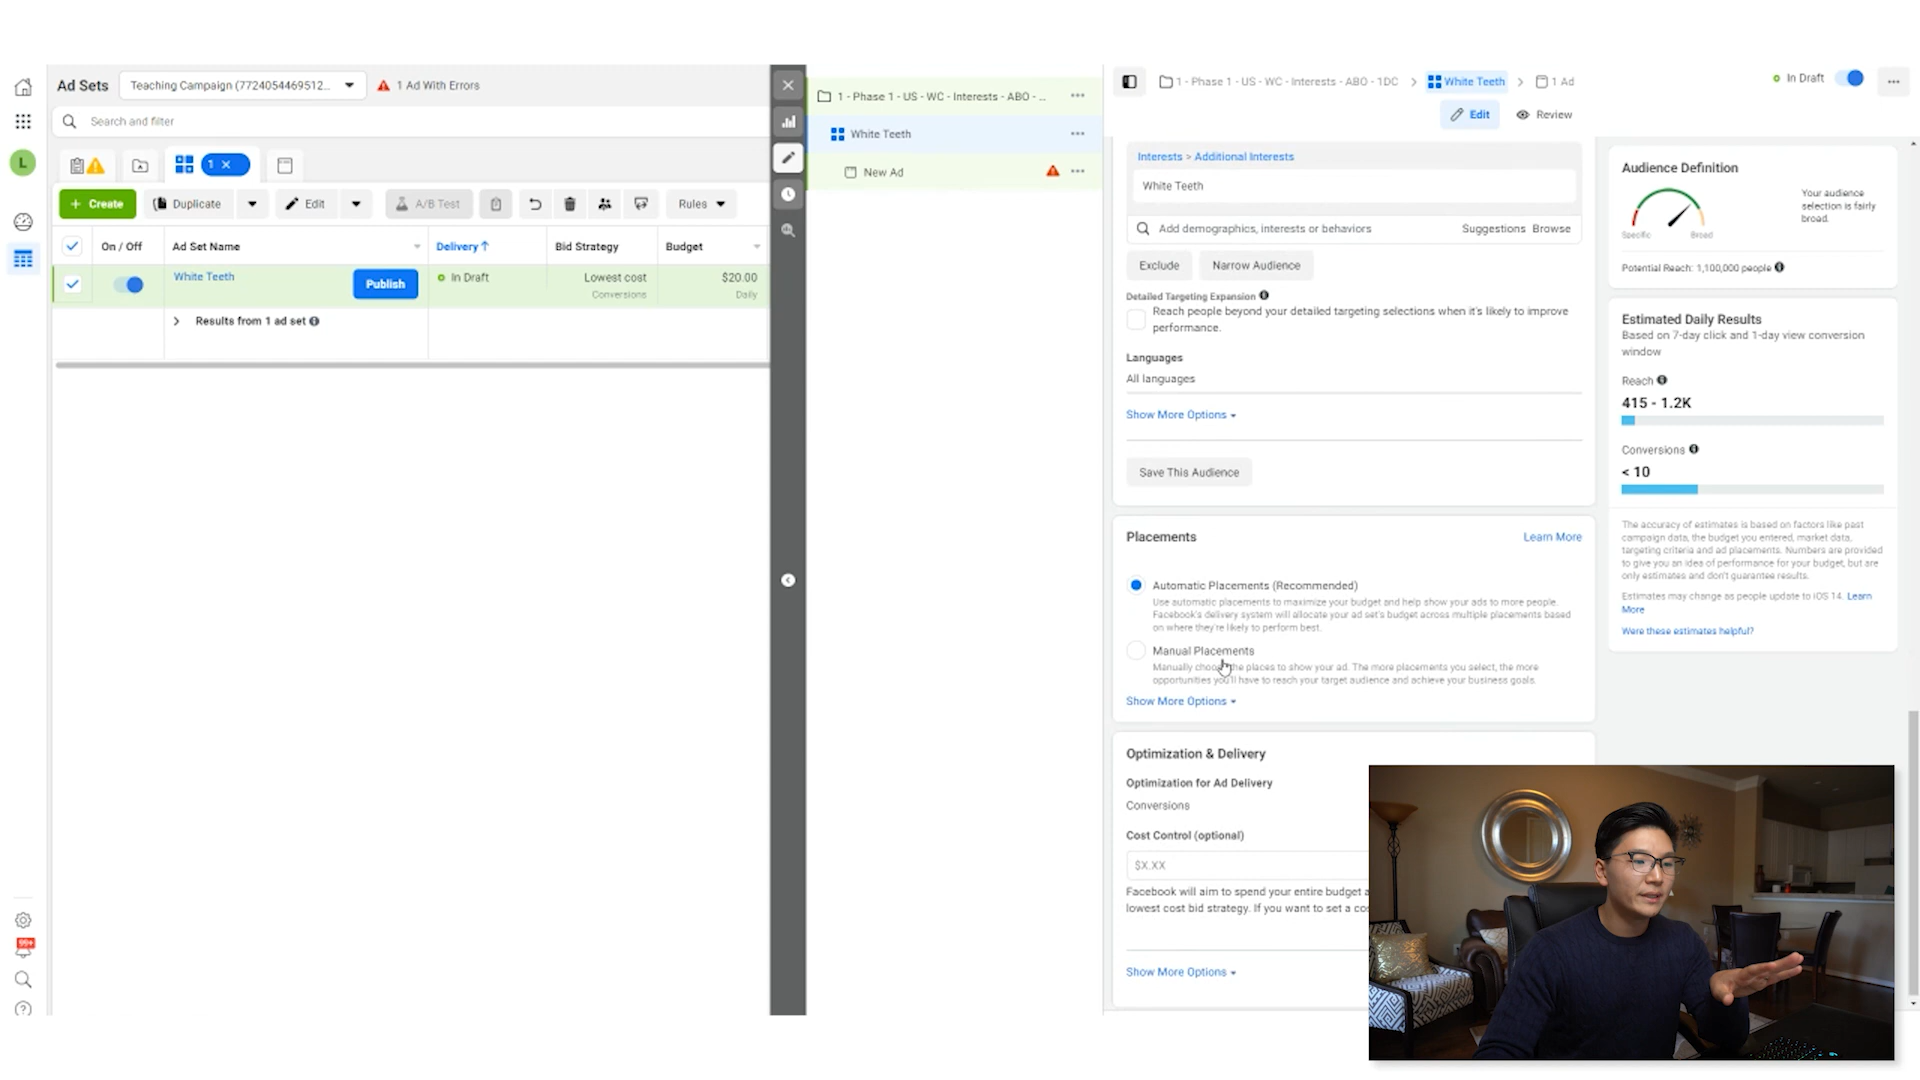 Ad Sets
Teaching Campaign (7724054469512...
1 Ad With Errors
Search and filter
L
1 ×
+ Create
Duplicate
Edit
A/B Test
Rules
On / Off
Ad Set Name
Delivery ↑
Bid Strategy
Budget
White Teeth
Publish
In Draft
Lowest cost
Conversions
$20.00
Daily
Results from 1 ad set
99+
1 - Phase 1 - US - WC - Interests - ABO - ...
White Teeth
New Ad
1 - Phase 1 - US - WC - Interests - ABO - 1DC > White Teeth > 1 Ad
In Draft
Edit
Review
Interests > Additional Interests
White Teeth
Add demographics, interests or behaviors
Suggestions
Browse
Exclude
Narrow Audience
Detailed Targeting Expansion
Reach people beyond your detailed targeting selections when it's likely to improve
performance.
Languages
All languages
Show More Options
Save This Audience
Placements
Learn More
Automatic Placements (Recommended)
Use automatic placements to maximize your budget and help show your ads to more people.
Facebook's delivery system will allocate your ad set's budget across multiple placements based
on where they're likely to perform best.
Manual Placements
Manually choose the places to show your ad. The more placements you select, the more
opportunities you'll have to reach your target audience and achieve your business goals.
Show More Options
Optimization & Delivery
Optimization for Ad Delivery
Conversions
Cost Control (optional)
$X.XX
Facebook will aim to spend your entire budget a
lowest cost bid strategy. If you want to set a co
Show More Options
Audience Definition
Specific
Broad
Your audience
selection is fairly
broad.
Potential Reach: 1,100,000 people
Estimated Daily Results
Based on 7-day click and 1-day view conversion
window
Reach
415 - 1.2K
Conversions
< 10
The accuracy of estimates is based on factors like past
campaign data, the budget you entered, market data,
targeting criteria and ad placements. Numbers are provided
to give you an idea of performance for your budget, but are
only estimates and don't guarantee results.
Estimates may change as people update to iOS 14. Learn
More
Were these estimates helpful?